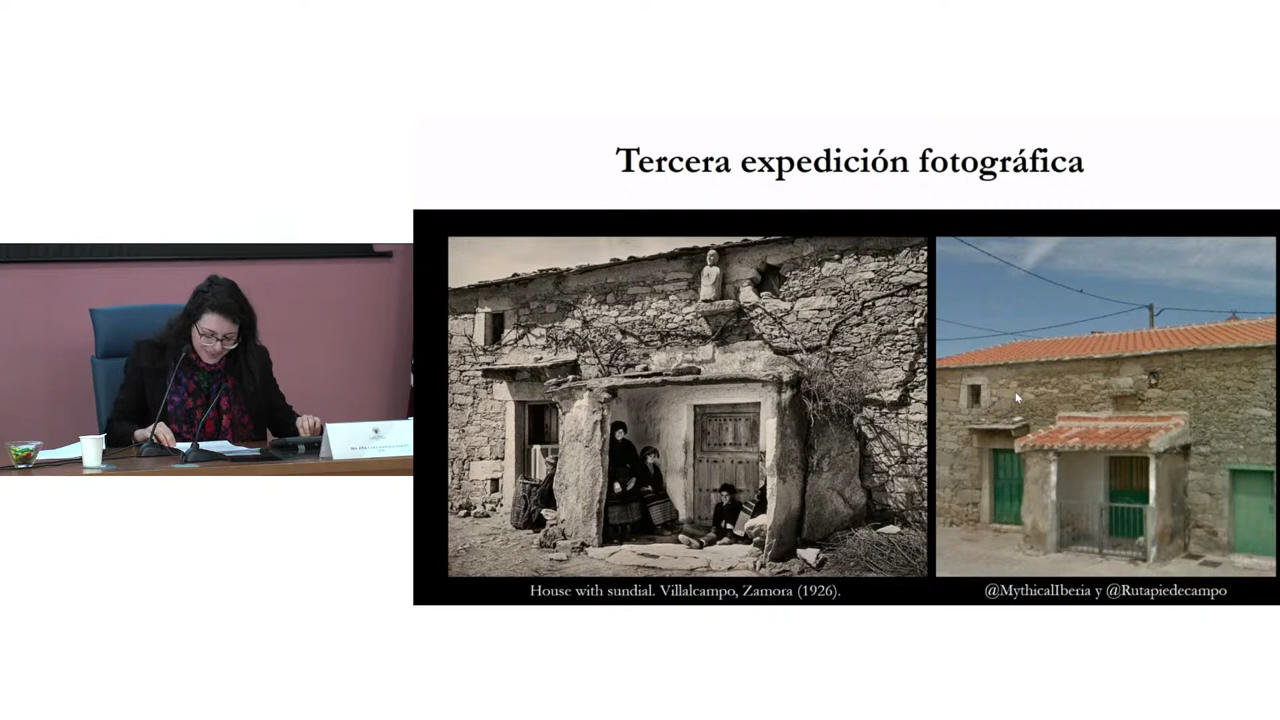 Tercera expedición fotográfica
House with sundial. Villalcampo, Zamora (1926).
@MythicalIberia y @Rutapiedecampo